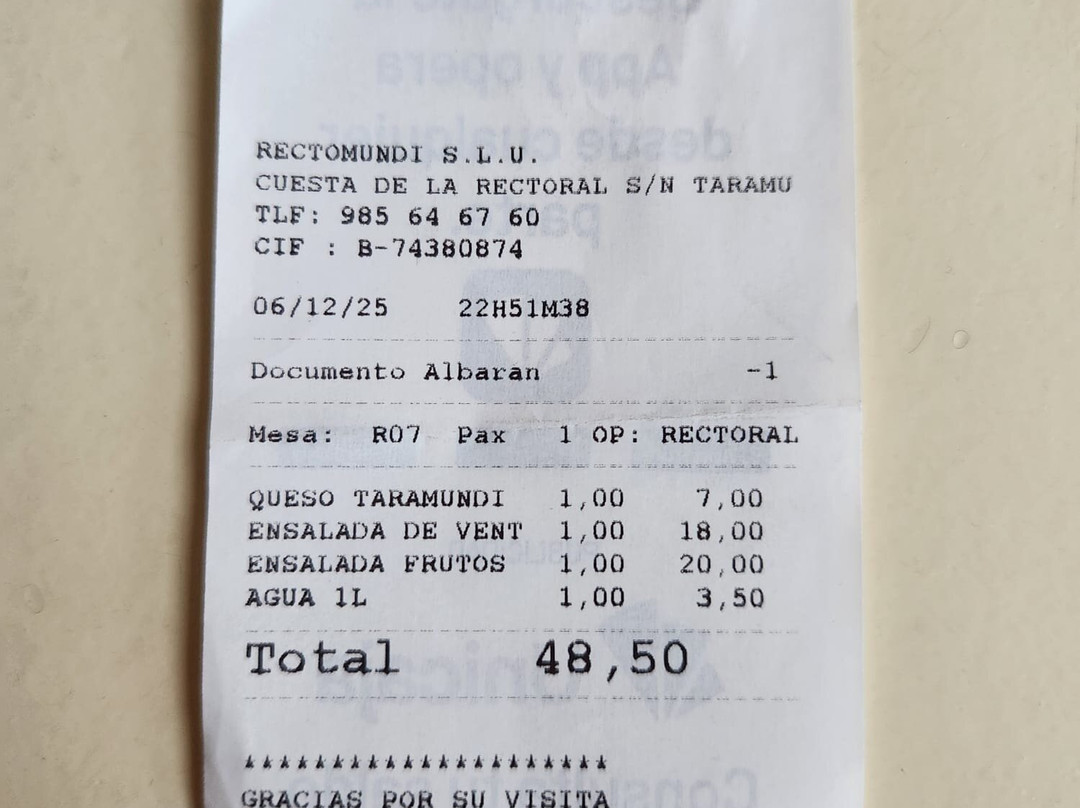 RECTOMUNDI S.L.U.
CUESTA DE LA RECTORAL S/N TARAMU
TLF: 985 64 67 60
CIF : B-74380874
06/12/25 22H51M38
Documento Albaran -1
Mesa: R07 Pax 1 OP: RECTORAL
QUESO TARAMUNDI 1,00 7,00
ENSALADA DE VENT 1,00 18,00
ENSALADA FRUTOS 1,00 20,00
AGUA 1L 1,00 3,50
Total 48,50
*********************
GRACIAS POR SU VISITA